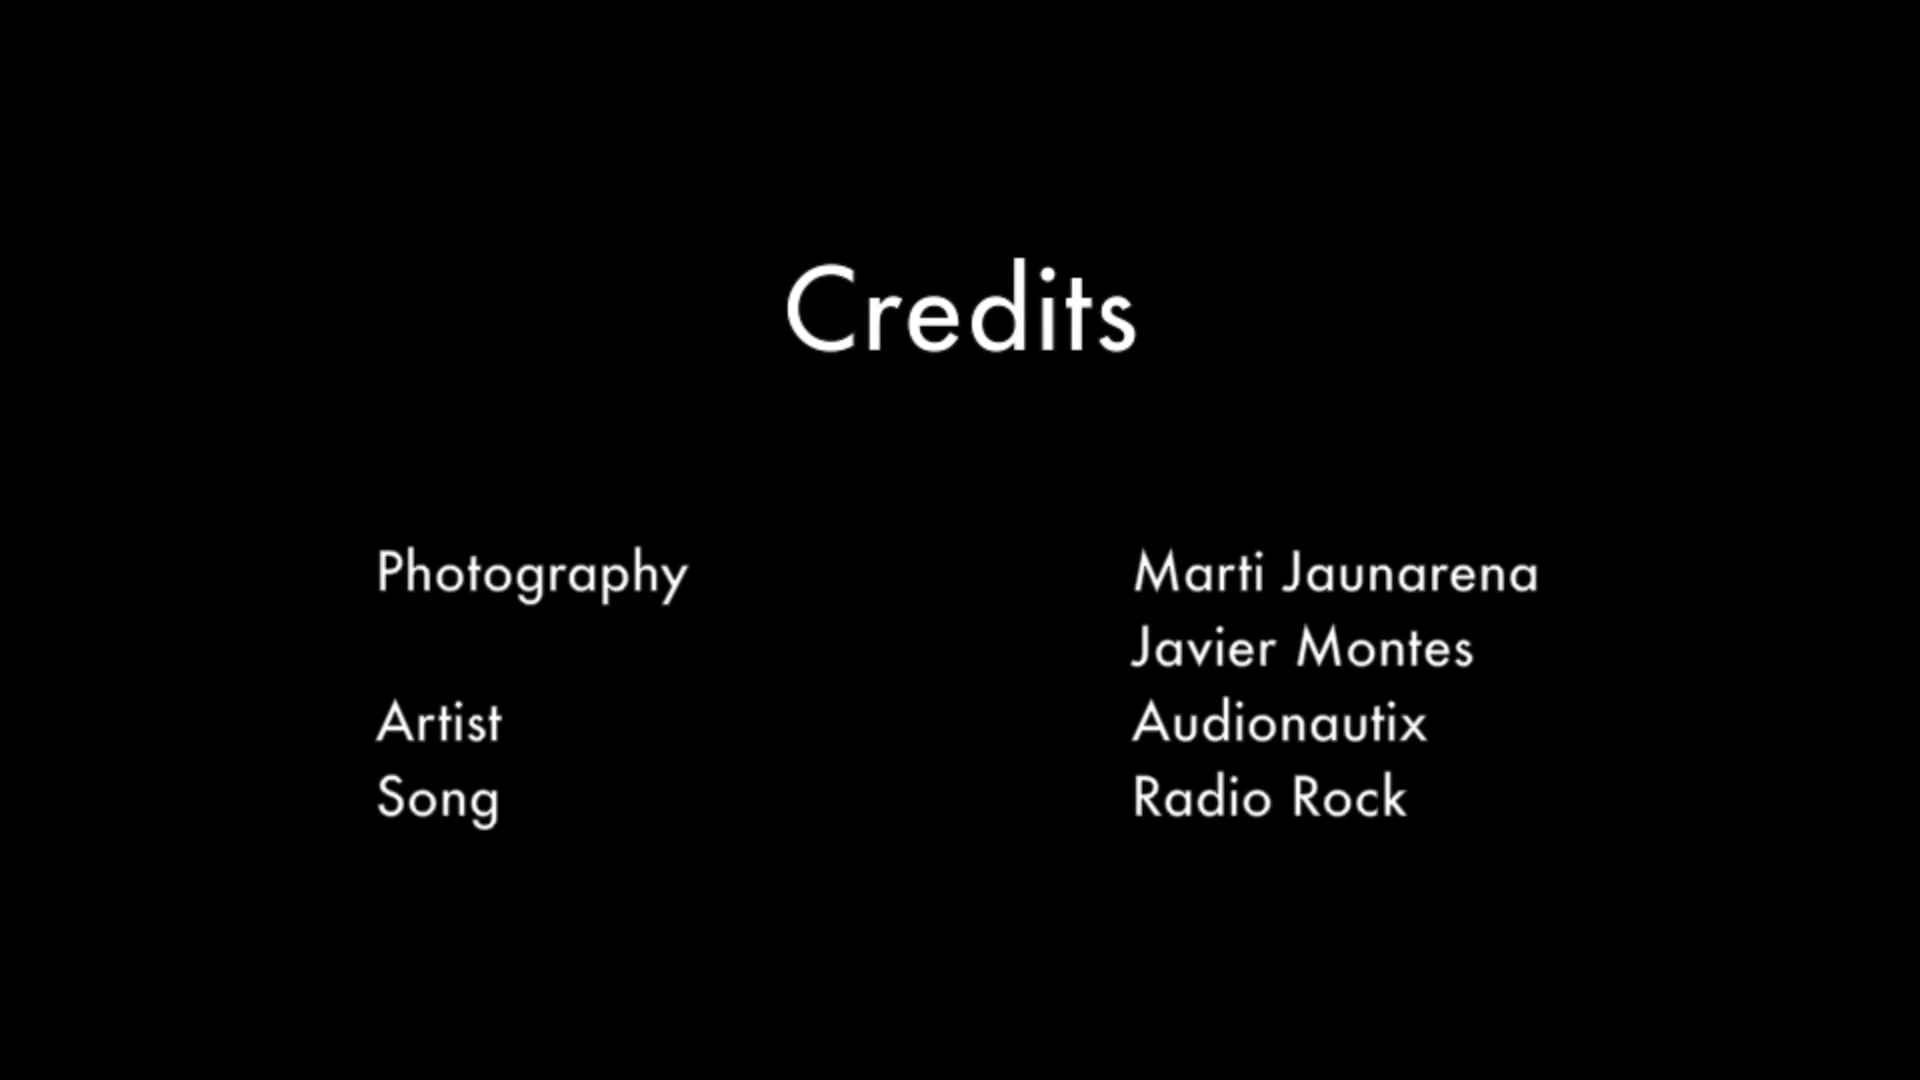 Credits
Photography Marti Jaunarena
Javier Montes
Artist Audionautix
Song Radio Rock